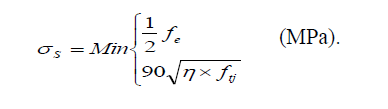 σₛ = Min { 1/2 fₑ (MPa).
90√η × fₜⱼ